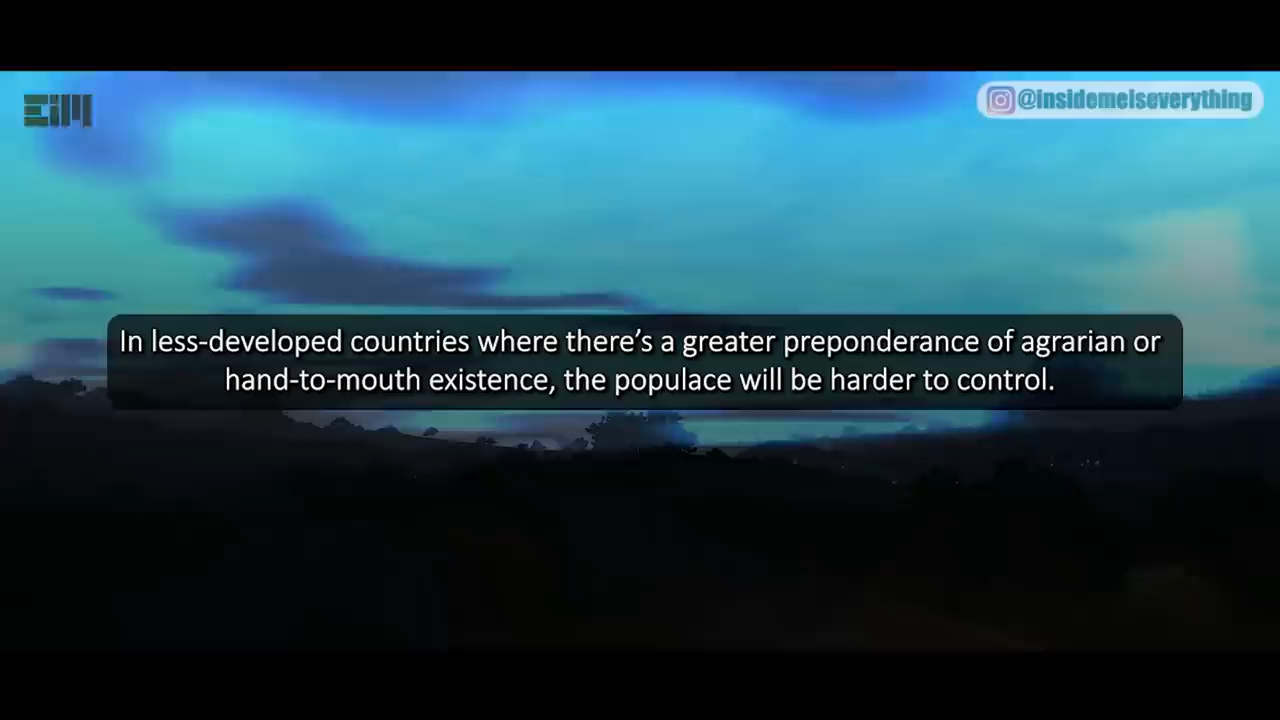 EiM
@insidemeiseverything
In less-developed countries where there's a greater preponderance of agrarian or
hand-to-mouth existence, the populace will be harder to control.